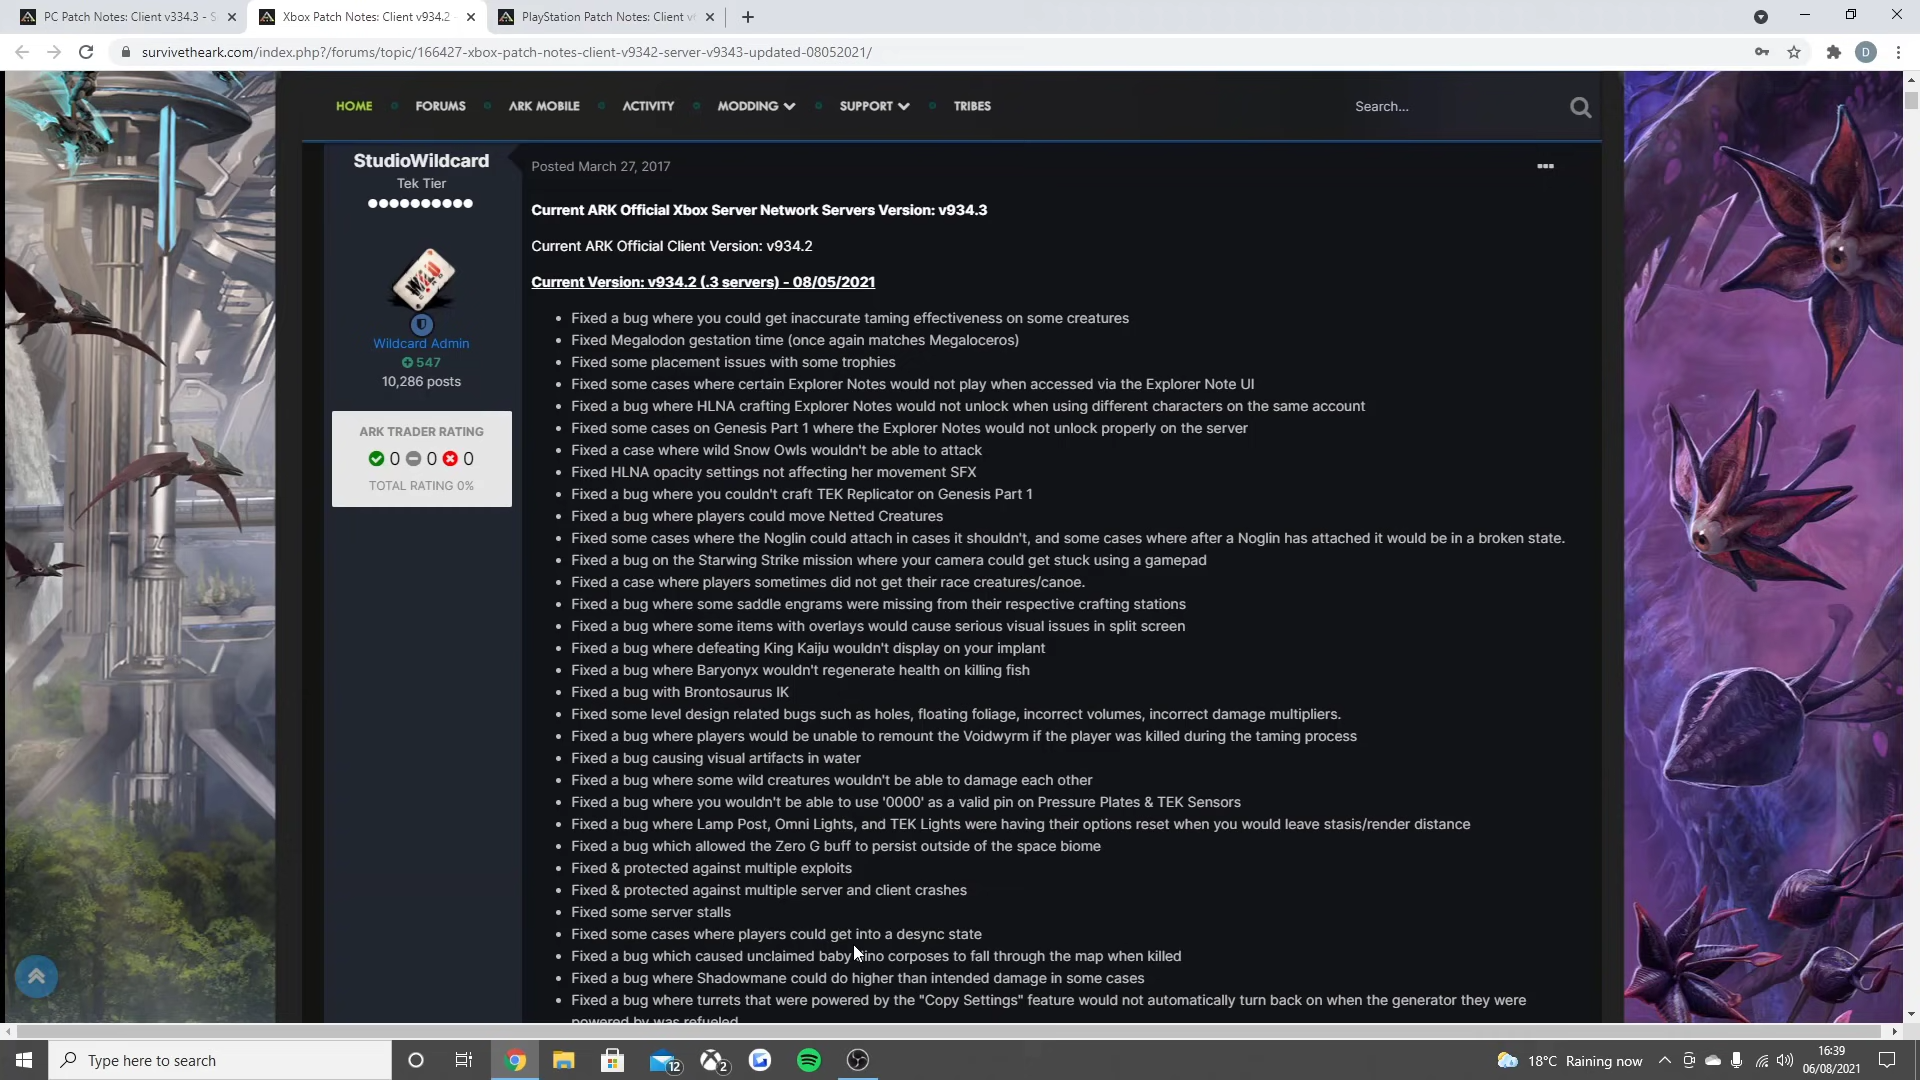 PC Patch Notes: Client v334.3 - S
Xbox Patch Notes: Client v934.2
PlayStation Patch Notes: Client v
survivetheark.com/index.php?/forums/topic/166427-xbox-patch-notes-client-v9342-server-v9343-updated-08052021/
D
HOME
FORUMS
ARK MOBILE
ACTIVITY
MODDING
SUPPORT
TRIBES
Search...
StudioWildcard
Tek Tier
Wildcard Admin
547
10,286 posts
ARK TRADER RATING
0 0 0
TOTAL RATING 0%
Posted March 27, 2017
Current ARK Official Xbox Server Network Servers Version: v934.3
Current ARK Official Client Version: v934.2
Current Version: v934.2 (.3 servers) - 08/05/2021
Fixed a bug where you could get inaccurate taming effectiveness on some creatures
Fixed Megalodon gestation time (once again matches Megaloceros)
Fixed some placement issues with some trophies
Fixed some cases where certain Explorer Notes would not play when accessed via the Explorer Note UI
Fixed a bug where HLNA crafting Explorer Notes would not unlock when using different characters on the same account
Fixed some cases on Genesis Part 1 where the Explorer Notes would not unlock properly on the server
Fixed a case where wild Snow Owls wouldn't be able to attack
Fixed HLNA opacity settings not affecting her movement SFX
Fixed a bug where you couldn't craft TEK Replicator on Genesis Part 1
Fixed a bug where players could move Netted Creatures
Fixed some cases where the Noglin could attach in cases it shouldn't, and some cases where after a Noglin has attached it would be in a broken state.
Fixed a bug on the Starwing Strike mission where your camera could get stuck using a gamepad
Fixed a case where players sometimes did not get their race creatures/canoe.
Fixed a bug where some saddle engrams were missing from their respective crafting stations
Fixed a bug where some items with overlays would cause serious visual issues in split screen
Fixed a bug where defeating King Kaiju wouldn't display on your implant
Fixed a bug where Baryonyx wouldn't regenerate health on killing fish
Fixed a bug with Brontosaurus IK
Fixed some level design related bugs such as holes, floating foliage, incorrect volumes, incorrect damage multipliers.
Fixed a bug where players would be unable to remount the Voidwyrm if the player was killed during the taming process
Fixed a bug causing visual artifacts in water
Fixed a bug where some wild creatures wouldn't be able to damage each other
Fixed a bug where you wouldn't be able to use '0000' as a valid pin on Pressure Plates & TEK Sensors
Fixed a bug where Lamp Post, Omni Lights, and TEK Lights were having their options reset when you would leave stasis/render distance
Fixed a bug which allowed the Zero G buff to persist outside of the space biome
Fixed & protected against multiple exploits
Fixed & protected against multiple server and client crashes
Fixed some server stalls
Fixed some cases where players could get into a desync state
Fixed a bug which caused unclaimed baby ino corposes to fall through the map when killed
Fixed a bug where Shadowmane could do higher than intended damage in some cases
Fixed a bug where turrets that were powered by the "Copy Settings" feature would not automatically turn back on when the generator they were
powered by was refueled
Type here to search
12
2
18°C Raining now
16:39
06/08/2021